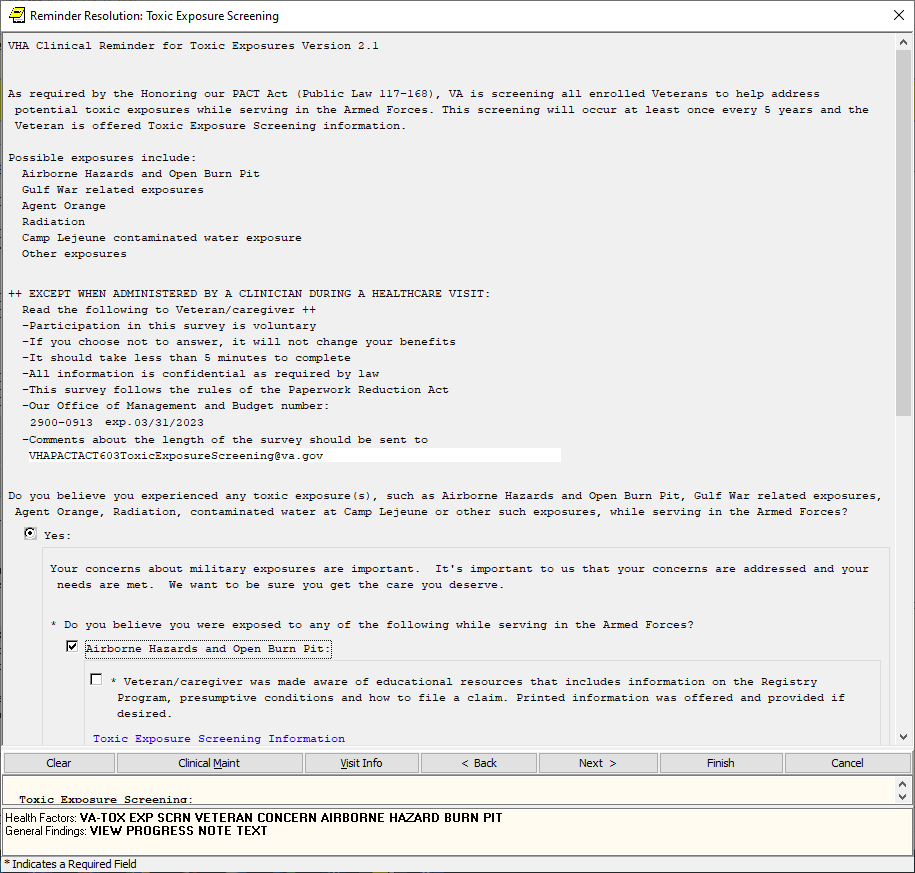 Reminder Resolution: Toxic Exposure Screening
VHA Clinical Reminder for Toxic Exposures Version 2.1
As required by the Honoring our PACT Act (Public Law 117-168), VA is screening all enrolled Veterans to help address
potential toxic exposures while serving in the Armed Forces. This screening will occur at least once every 5 years and the
Veteran is offered Toxic Exposure Screening information.
Possible exposures include:
Airborne Hazards and Open Burn Pit
Gulf War related exposures
Agent Orange
Radiation
Camp Lejeune contaminated water exposure
Other exposures
++ EXCEPT WHEN ADMINISTERED BY A CLINICIAN DURING A HEALTHCARE VISIT:
Read the following to Veteran/caregiver ++
-Participation in this survey is voluntary
-If you choose not to answer, it will not change your benefits
-It should take less than 5 minutes to complete
-All information is confidential as required by law
-This survey follows the rules of the Paperwork Reduction Act
-Our Office of Management and Budget number:
2900-0913 exp.03/31/2023
-Comments about the length of the survey should be sent to
VHAPACTACT603ToxicExposureScreening@va.gov
Do you believe you experienced any toxic exposure(s), such as Airborne Hazards and Open Burn Pit, Gulf War related exposures,
Agent Orange, Radiation, contaminated water at Camp Lejeune or other such exposures, while serving in the Armed Forces?
Yes:
Your concerns about military exposures are important. It's important to us that your concerns are addressed and your
needs are met. We want to be sure you get the care you deserve.
* Do you believe you were exposed to any of the following while serving in the Armed Forces?
Airborne Hazards and Open Burn Pit:
* Veteran/caregiver was made aware of educational resources that includes information on the Registry
Program, presumptive conditions and how to file a claim. Printed information was offered and provided if
desired.
Toxic Exposure Screening Information
Clear Clinical Maint Visit Info < Back Next > Finish Cancel
Toxic Exposure Screening:
Health Factors: VA-TOX EXP SCRN VETERAN CONCERN AIRBORNE HAZARD BURN PIT
General Findings: VIEW PROGRESS NOTE TEXT
* Indicates a Required Field